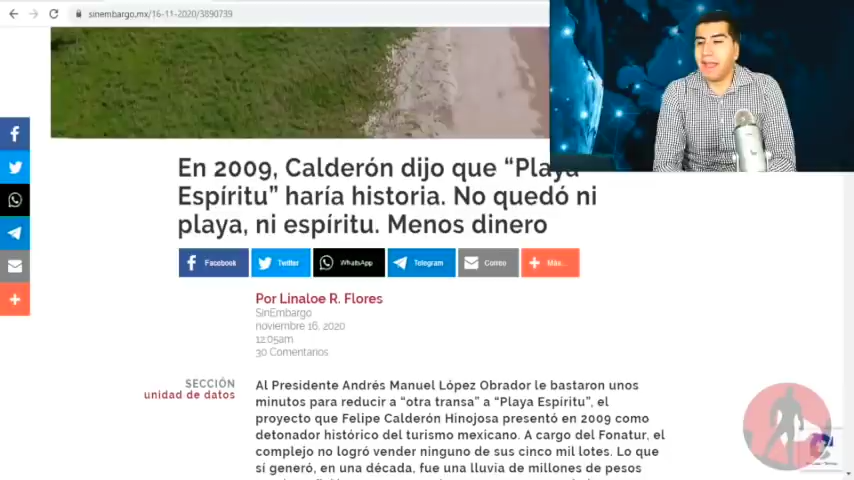 sinembargo.mx/16-11-2020/3890739
En 2009, Calderón dijo que “Playa
Espíritu” haría historia. No quedó ni
playa, ni espíritu. Menos dinero
Facebook
Twitter
WhatsApp
Telegram
Correo
Más...
Por Linaloe R. Flores
SinEmbargo
noviembre 16, 2020
12:05am
30 Comentarios
SECCIÓN
unidad de datos
Al Presidente Andrés Manuel López Obrador le bastaron unos
minutos para reducir a “otra transa” a “Playa Espíritu”, el
proyecto que Felipe Calderón Hinojosa presentó en 2009 como
detonador histórico del turismo mexicano. A cargo del Fonatur, el
complejo no logró vender ninguno de sus cinco mil lotes. Lo que
sí generó, en una década, fue una lluvia de millones de pesos